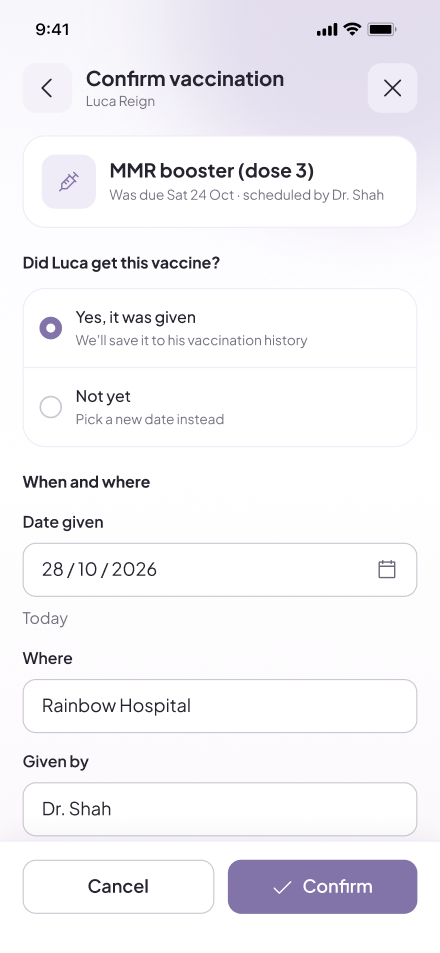 9:41
Confirm vaccination
Luca Reign
MMR booster (dose 3)
Was due Sat 24 Oct · scheduled by Dr. Shah
Did Luca get this vaccine?
Yes, it was given
We'll save it to his vaccination history
Not yet
Pick a new date instead
When and where
Date given
28 / 10 / 2026
Today
Where
Rainbow Hospital
Given by
Dr. Shah
Cancel
Confirm